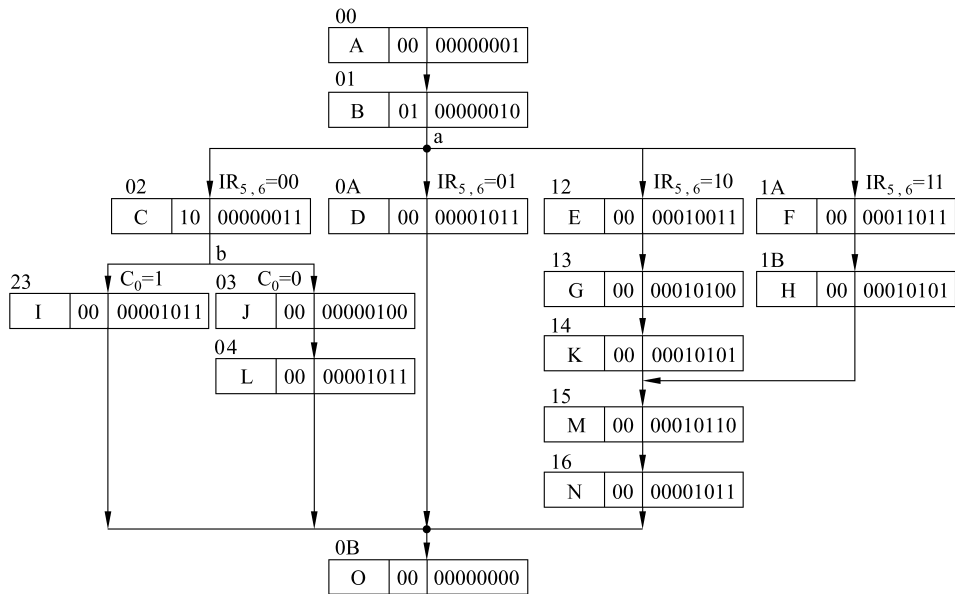 00
A 00 00000001
01
B 01 00000010
a
IR5,6=00 IR5,6=01 IR5,6=10 IR5,6=11
02 0A 12 1A
C 10 00000011 D 00 00001011 E 00 00010011 F 00 00011011
b
C0=1 C0=0
23 03 13 1B
I 00 00001011 J 00 00000100 G 00 00010100 H 00 00010101
04 14
L 00 00001011 K 00 00010101
15
M 00 00010110
16
N 00 00001011
0B
O 00 00000000